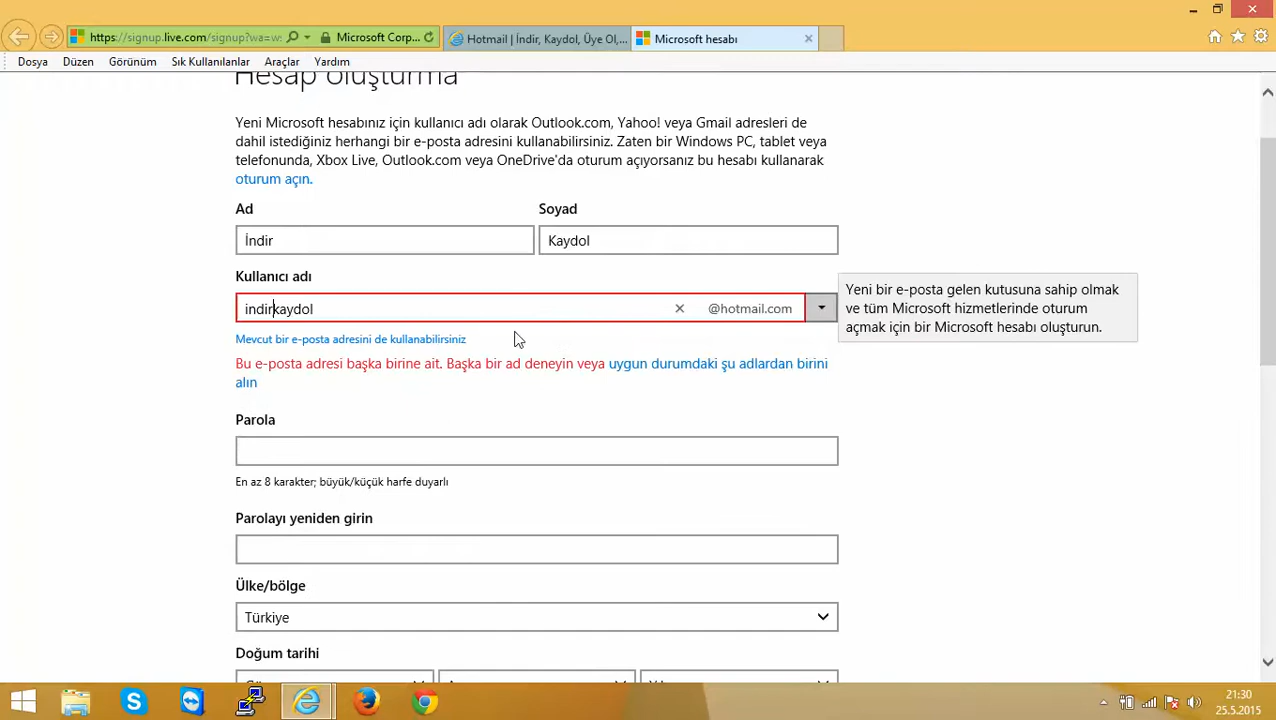 https://signup.live.com/signup?wa=w:
Microsoft Corp...
Hotmail | İndir, Kaydol, Üye Ol,...
Microsoft hesabı
Dosya Düzen Görünüm Sık Kullanılanlar Araçlar Yardım
Hesap oluşturma
Yeni Microsoft hesabınız için kullanıcı adı olarak Outlook.com, Yahoo! veya Gmail adresleri de
dahil istediğiniz herhangi bir e-posta adresini kullanabilirsiniz. Zaten bir Windows PC, tablet veya
telefonunda, Xbox Live, Outlook.com veya OneDrive'da oturum açıyorsanız bu hesabı kullanarak
oturum açın.
Ad Soyad
İndir Kaydol
Kullanıcı adı
indirkaydol @hotmail.com
Yeni bir e-posta gelen kutusuna sahip olmak
ve tüm Microsoft hizmetlerinde oturum
açmak için bir Microsoft hesabı oluşturun.
Mevcut bir e-posta adresini de kullanabilirsiniz
Bu e-posta adresi başka birine ait. Başka bir ad deneyin veya uygun durumdaki şu adlardan birini
alın
Parola
En az 8 karakter; büyük/küçük harfe duyarlı
Parolayı yeniden girin
Ülke/bölge
Türkiye
Doğum tarihi
21:30
25.5.2015